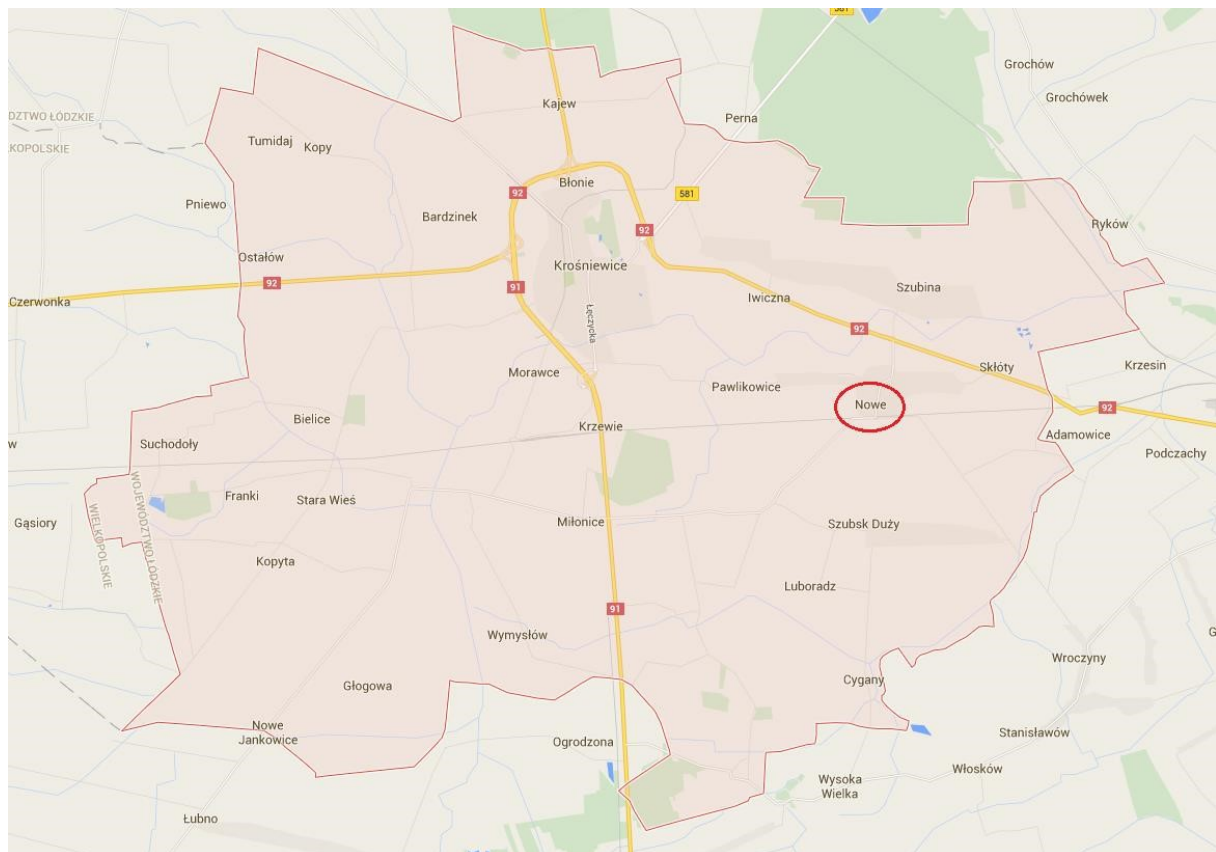 581
Grochów
DZTWO ŁÓDZKIE
LKOPOLSKIE
Kajew
Grochówek
Perna
Tumidaj
Kopy
Błonie
92
581
Pniewo
Bardzinek
92
Ryków
Ostałów
Krośniewice
92
91
Szubina
Iwiczna
Czerwonka
Łęczycka
92
Morawce
Pawlikowice
Skłóty
Krzesin
Nowe
92
Bielice
Krzewie
Adamowice
w
Suchodoły
Podczachy
Franki
Stara Wieś
WOJEWÓDZTWO ŁÓDZKIE
WIELKOPOLSKIE
Gąsiory
Miłonice
Szubsk Duży
Kopyta
Luboradz
91
Wymysłów
G
Wroczyny
Głogowa
Cygany
Nowe
Jankowice
Ogrodzona
Stanisławów
Włosków
Wysoka
Wielka
Łubno